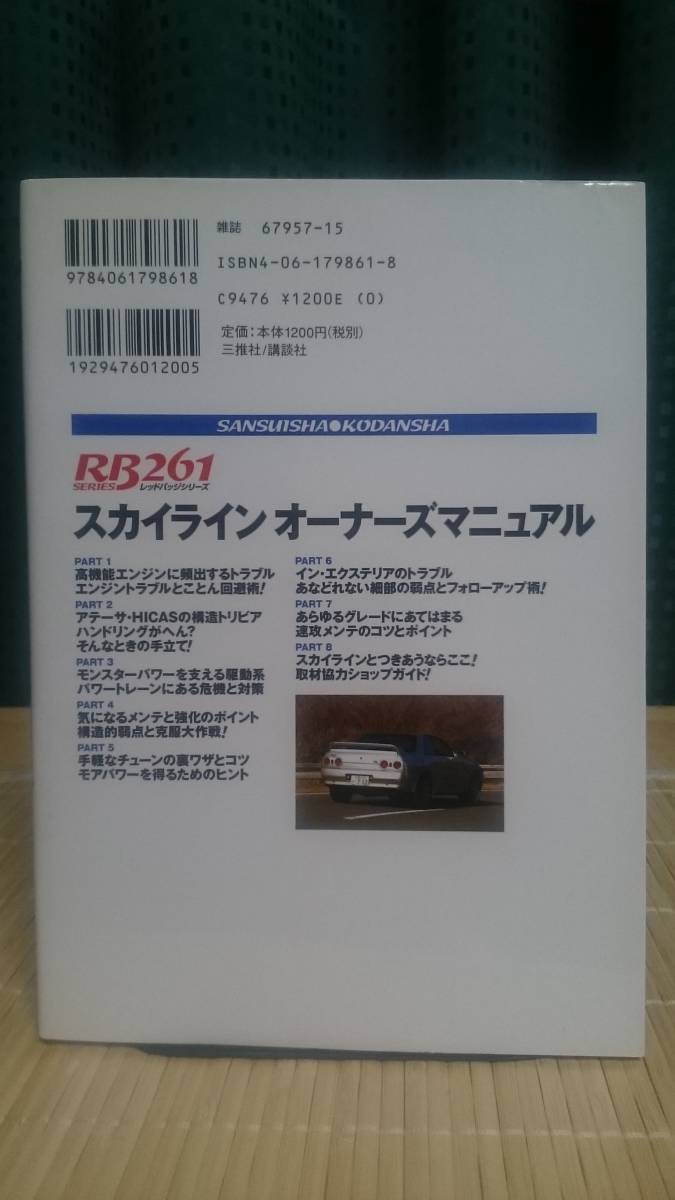 雑誌 67957-15
9784061798618
ISBN4-06-179861-8
C9476 ¥1200E (0)
1929476012005
定価：本体1200円(税別)
三推社/講談社
SANSUISHA●KODANSHA
RB261
SERIES レッドバッジシリーズ
スカイライン オーナーズマニュアル
PART 1
高機能エンジンに頻出するトラブル
エンジントラブルとことん回避術！
PART 2
アテーサ・HICASの構造トリビア
ハンドリングがへん？
そんなときの手立て！
PART 3
モンスターパワーを支える駆動系
パワートレーンにある危機と対策
PART 4
気になるメンテと強化のポイント
構造的弱点と克服大作戦！
PART 5
手軽なチューンの裏ワザとコツ
モアパワーを得るためのヒント
PART 6
イン・エクステリアのトラブル
あなどれない細部の弱点とフォローアップ術！
PART 7
あらゆるグレードにあてはまる
速攻メンテのコツとポイント
PART 8
スカイラインとつきあうならここ！
取材協力ショップガイド！